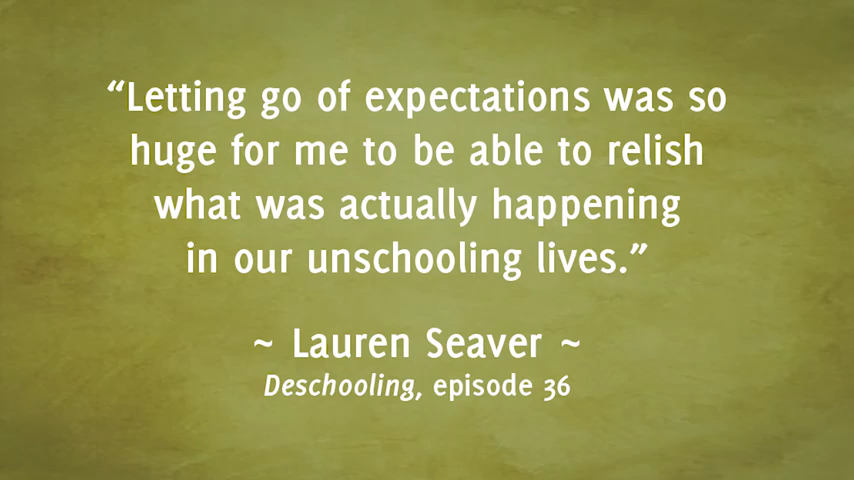 “Letting go of expectations was so
huge for me to be able to relish
what was actually happening
in our unschooling lives.”
~ Lauren Seaver ~
Deschooling, episode 36